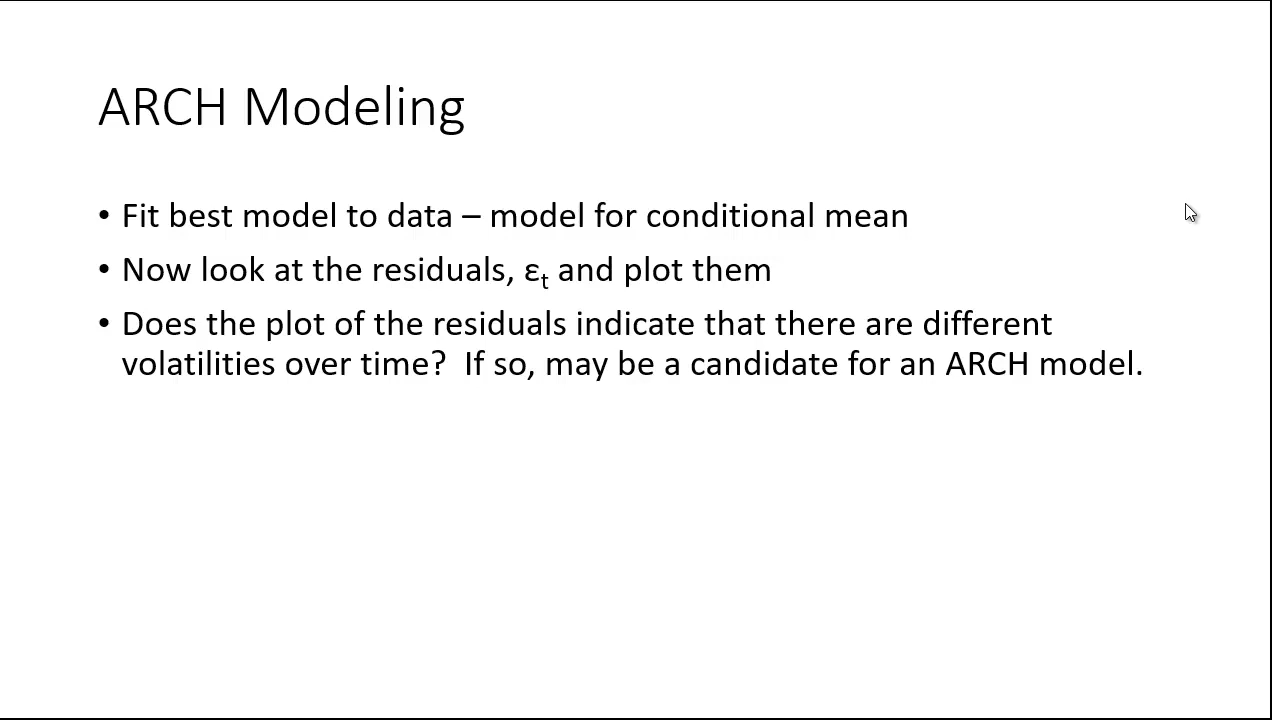 ARCH Modeling
• Fit best model to data – model for conditional mean
• Now look at the residuals, εt and plot them
• Does the plot of the residuals indicate that there are different
volatilities over time?  If so, may be a candidate for an ARCH model.